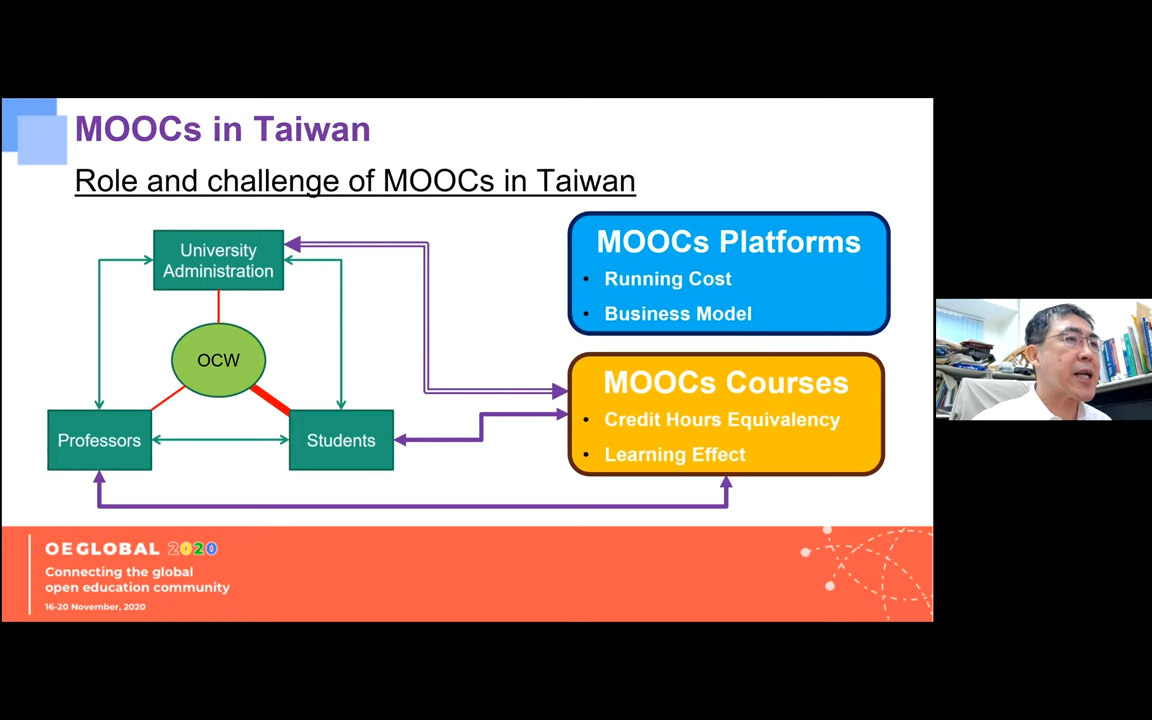 MOOCs in Taiwan
Role and challenge of MOOCs in Taiwan
University
Administration
OCW
Professors
Students
MOOCs Platforms
• Running Cost
• Business Model
MOOCs Courses
• Credit Hours Equivalency
• Learning Effect
OEGLOBAL 2020
Connecting the global
open education community
16-20 November, 2020